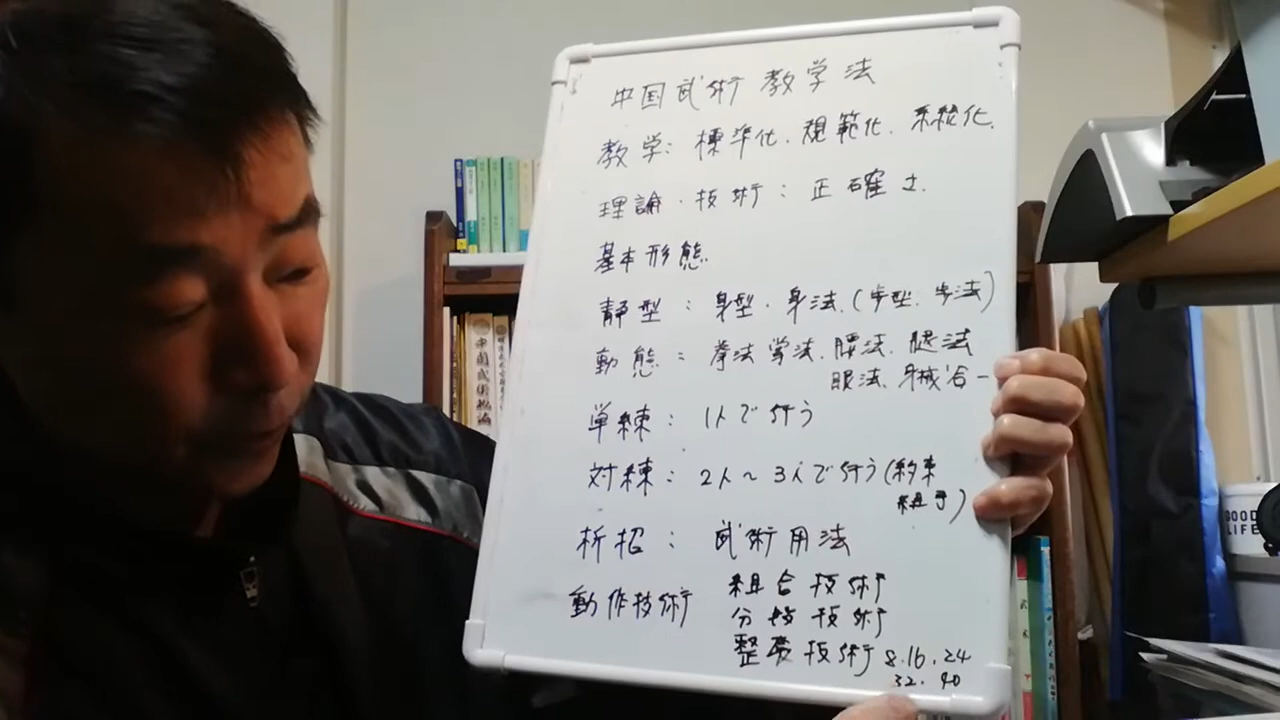 中国武術教学法
教学：標準化、規範化、系統化、
理論・技術：正確さ、
基本形態
静型：身型・身法、(歩型、歩法)
動態：拳法掌法、腰法、腿法
眼法、身械合一
単練：1人で行う
対練：2人～3人で行う(約束
組手)
析招：武術用法
動作技術 組合技術
分段技術
整套技術 8.16.24
32.40
中国武術
GOOD
LIFE